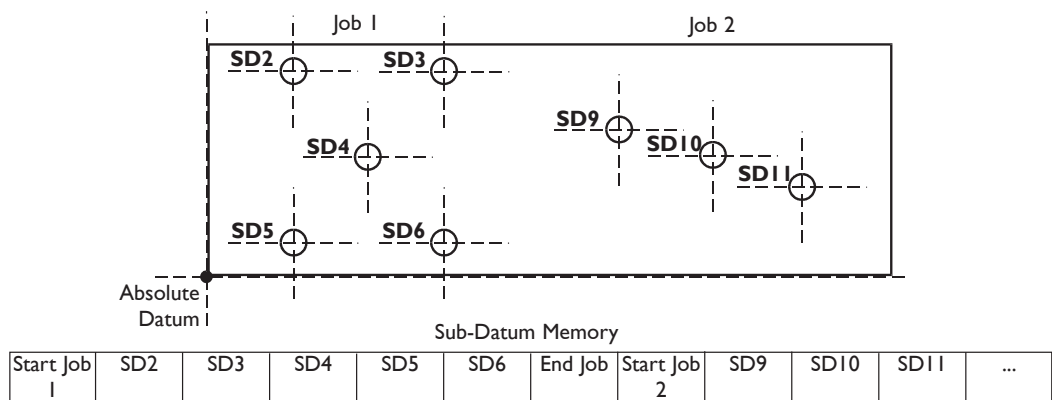 Job 1 Job 2
SD2 SD3
SD9
SD4 SD10
SD11
SD5 SD6
Absolute
Datum
Sub-Datum Memory
Start Job 1 SD2 SD3 SD4 SD5 SD6 End Job Start Job 2 SD9 SD10 SD11 ...